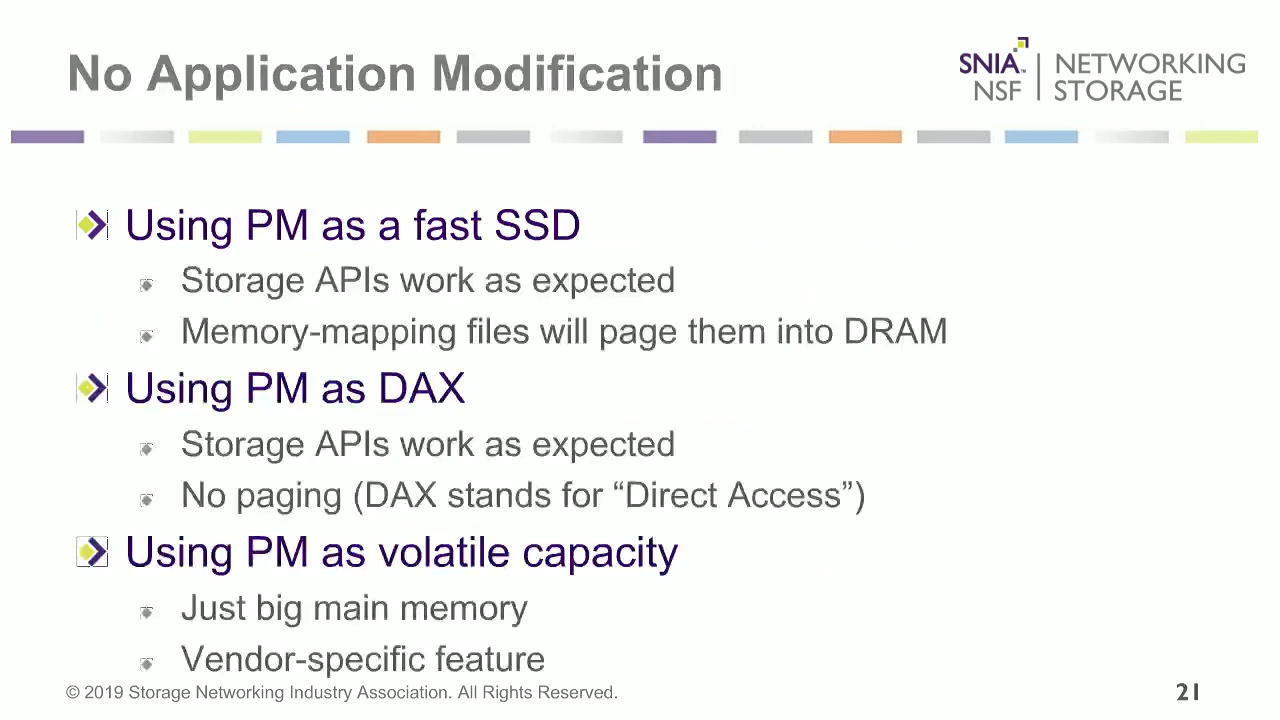 No Application Modification
SNIA™ NSF | NETWORKING STORAGE
Using PM as a fast SSD
Storage APIs work as expected
Memory-mapping files will page them into DRAM
Using PM as DAX
Storage APIs work as expected
No paging (DAX stands for “Direct Access”)
Using PM as volatile capacity
Just big main memory
Vendor-specific feature
© 2019 Storage Networking Industry Association. All Rights Reserved.
21